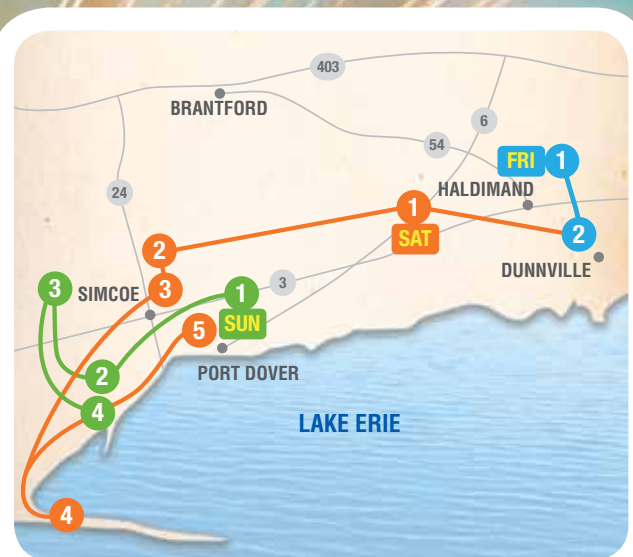 403
BRANTFORD
6
54
FRI
1
24
HALDIMAND
1
2
SAT
2
DUNNVILLE
3
SIMCOE
3
3
1
5
SUN
PORT DOVER
2
4
LAKE ERIE
4